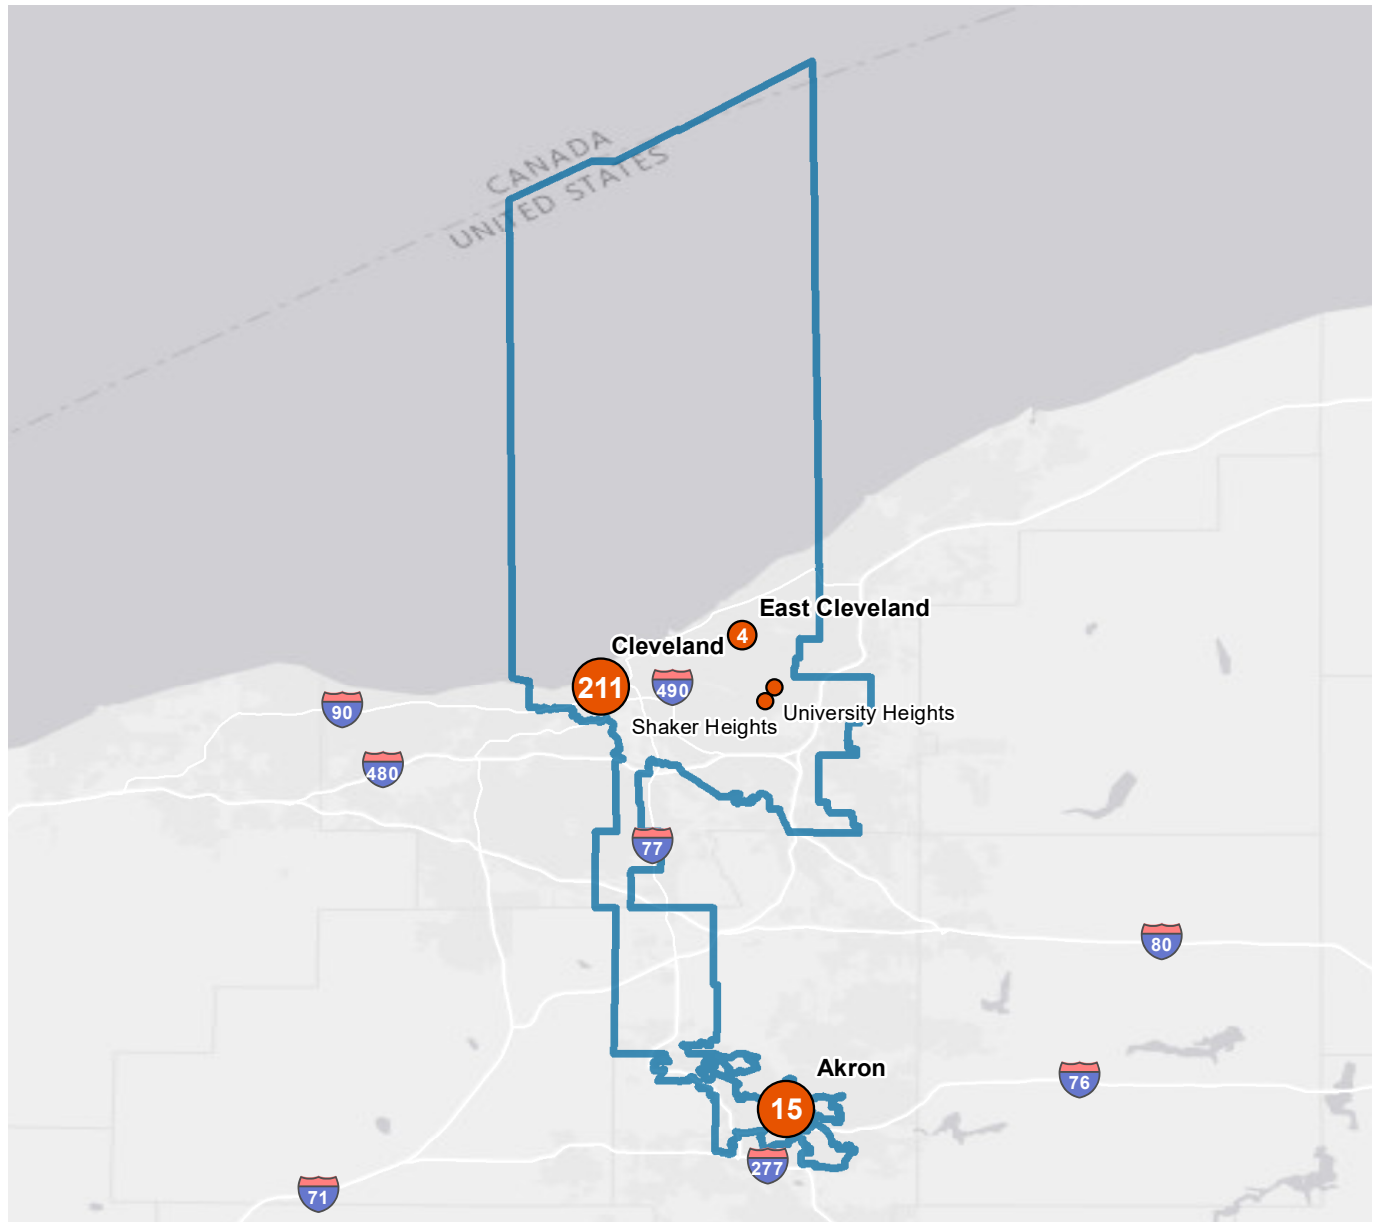 CANADA
UNITED STATES
East Cleveland
4
Cleveland
211
490
90
University Heights
Shaker Heights
480
77
80
Akron
76
15
277
71